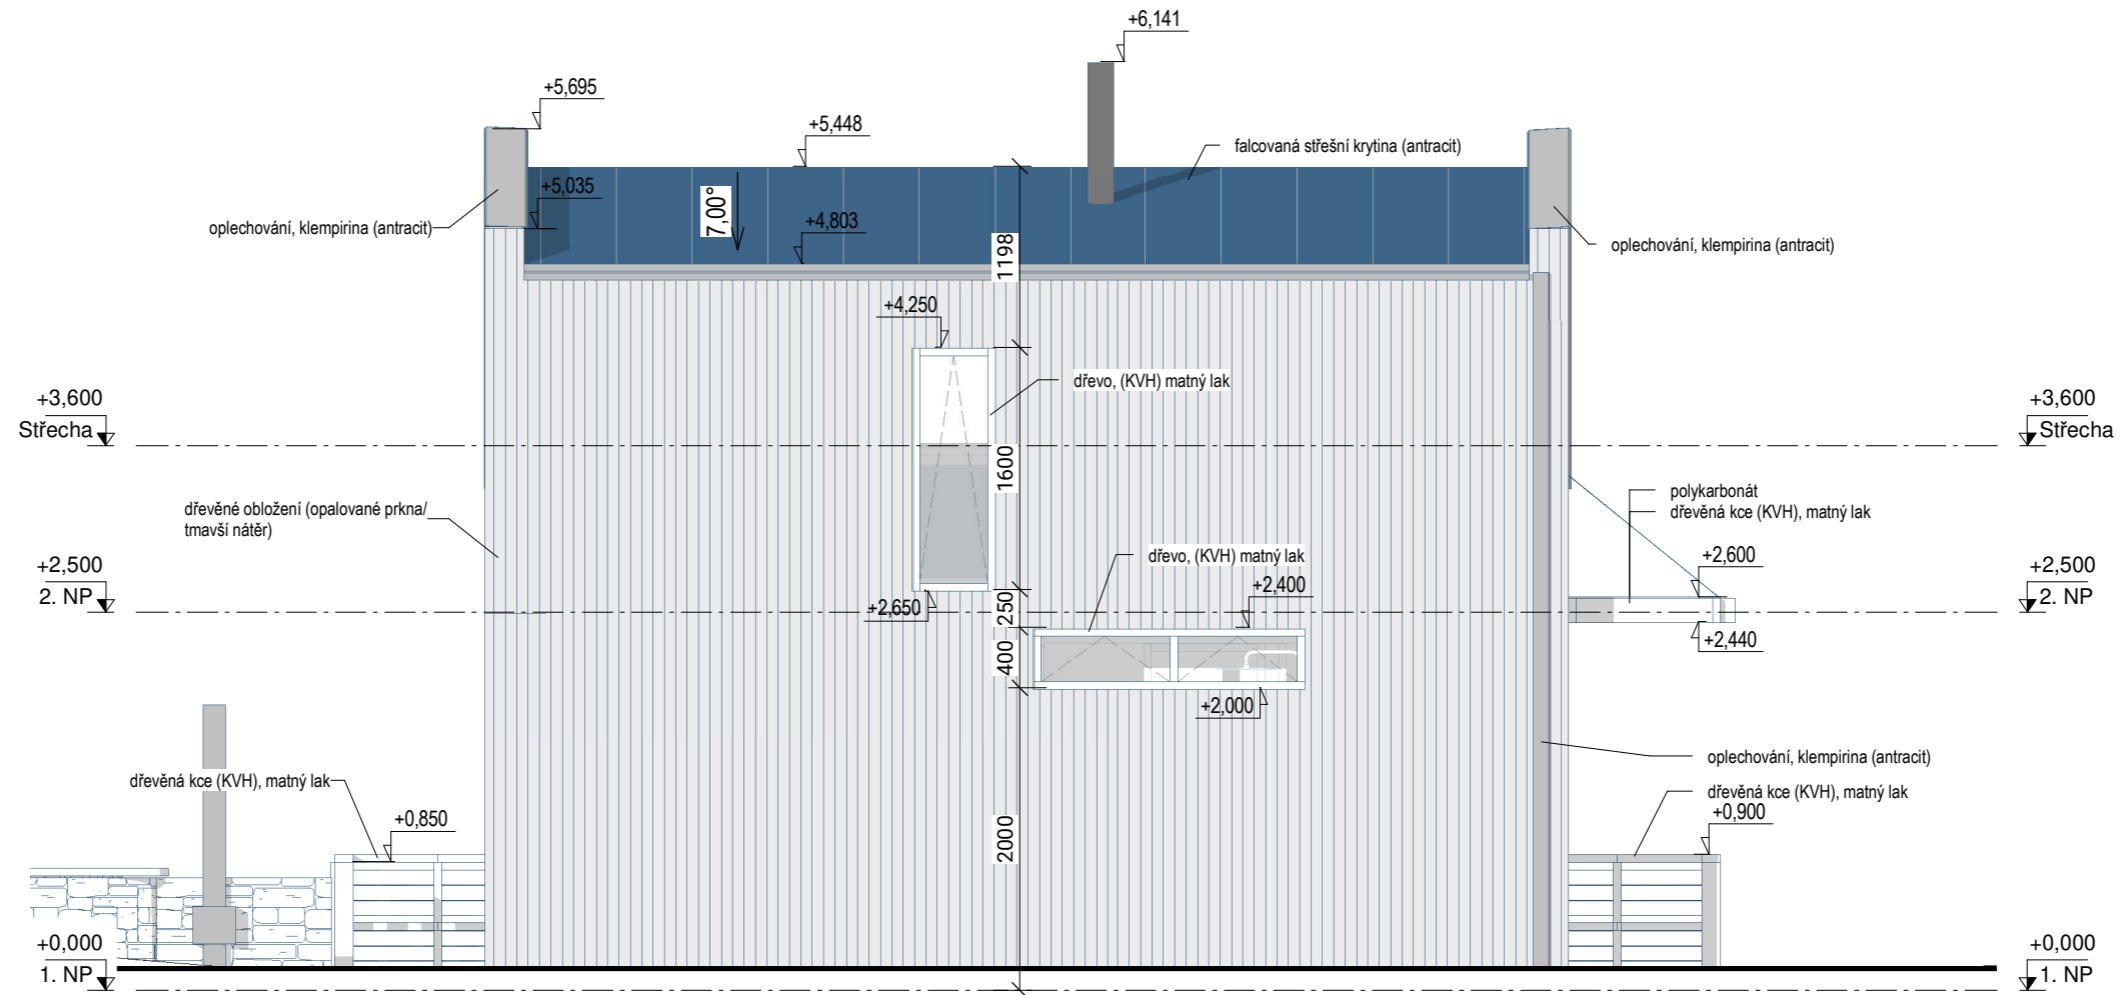 +6,141
+5,695
+5,448
falcovaná střešní krytina (antracit)
+5,035
7,00°
+4,803
oplechování, klempirina (antracit)
oplechování, klempirina (antracit)
1198
+4,250
dřevo, (KVH) matný lak
+3,600
Střecha
+3,600
Střecha
1600
dřevěné obložení (opalované prkna/
tmavší nátěr)
polykarbonát
dřevěná kce (KVH), matný lak
dřevo, (KVH) matný lak
+2,600
+2,500
2. NP
+2,500
2. NP
+2,650
250
+2,400
+2,440
400
+2,000
oplechování, klempirina (antracit)
dřevěná kce (KVH), matný lak
dřevěná kce (KVH), matný lak
+0,850
+0,900
2000
+0,000
1. NP
+0,000
1. NP